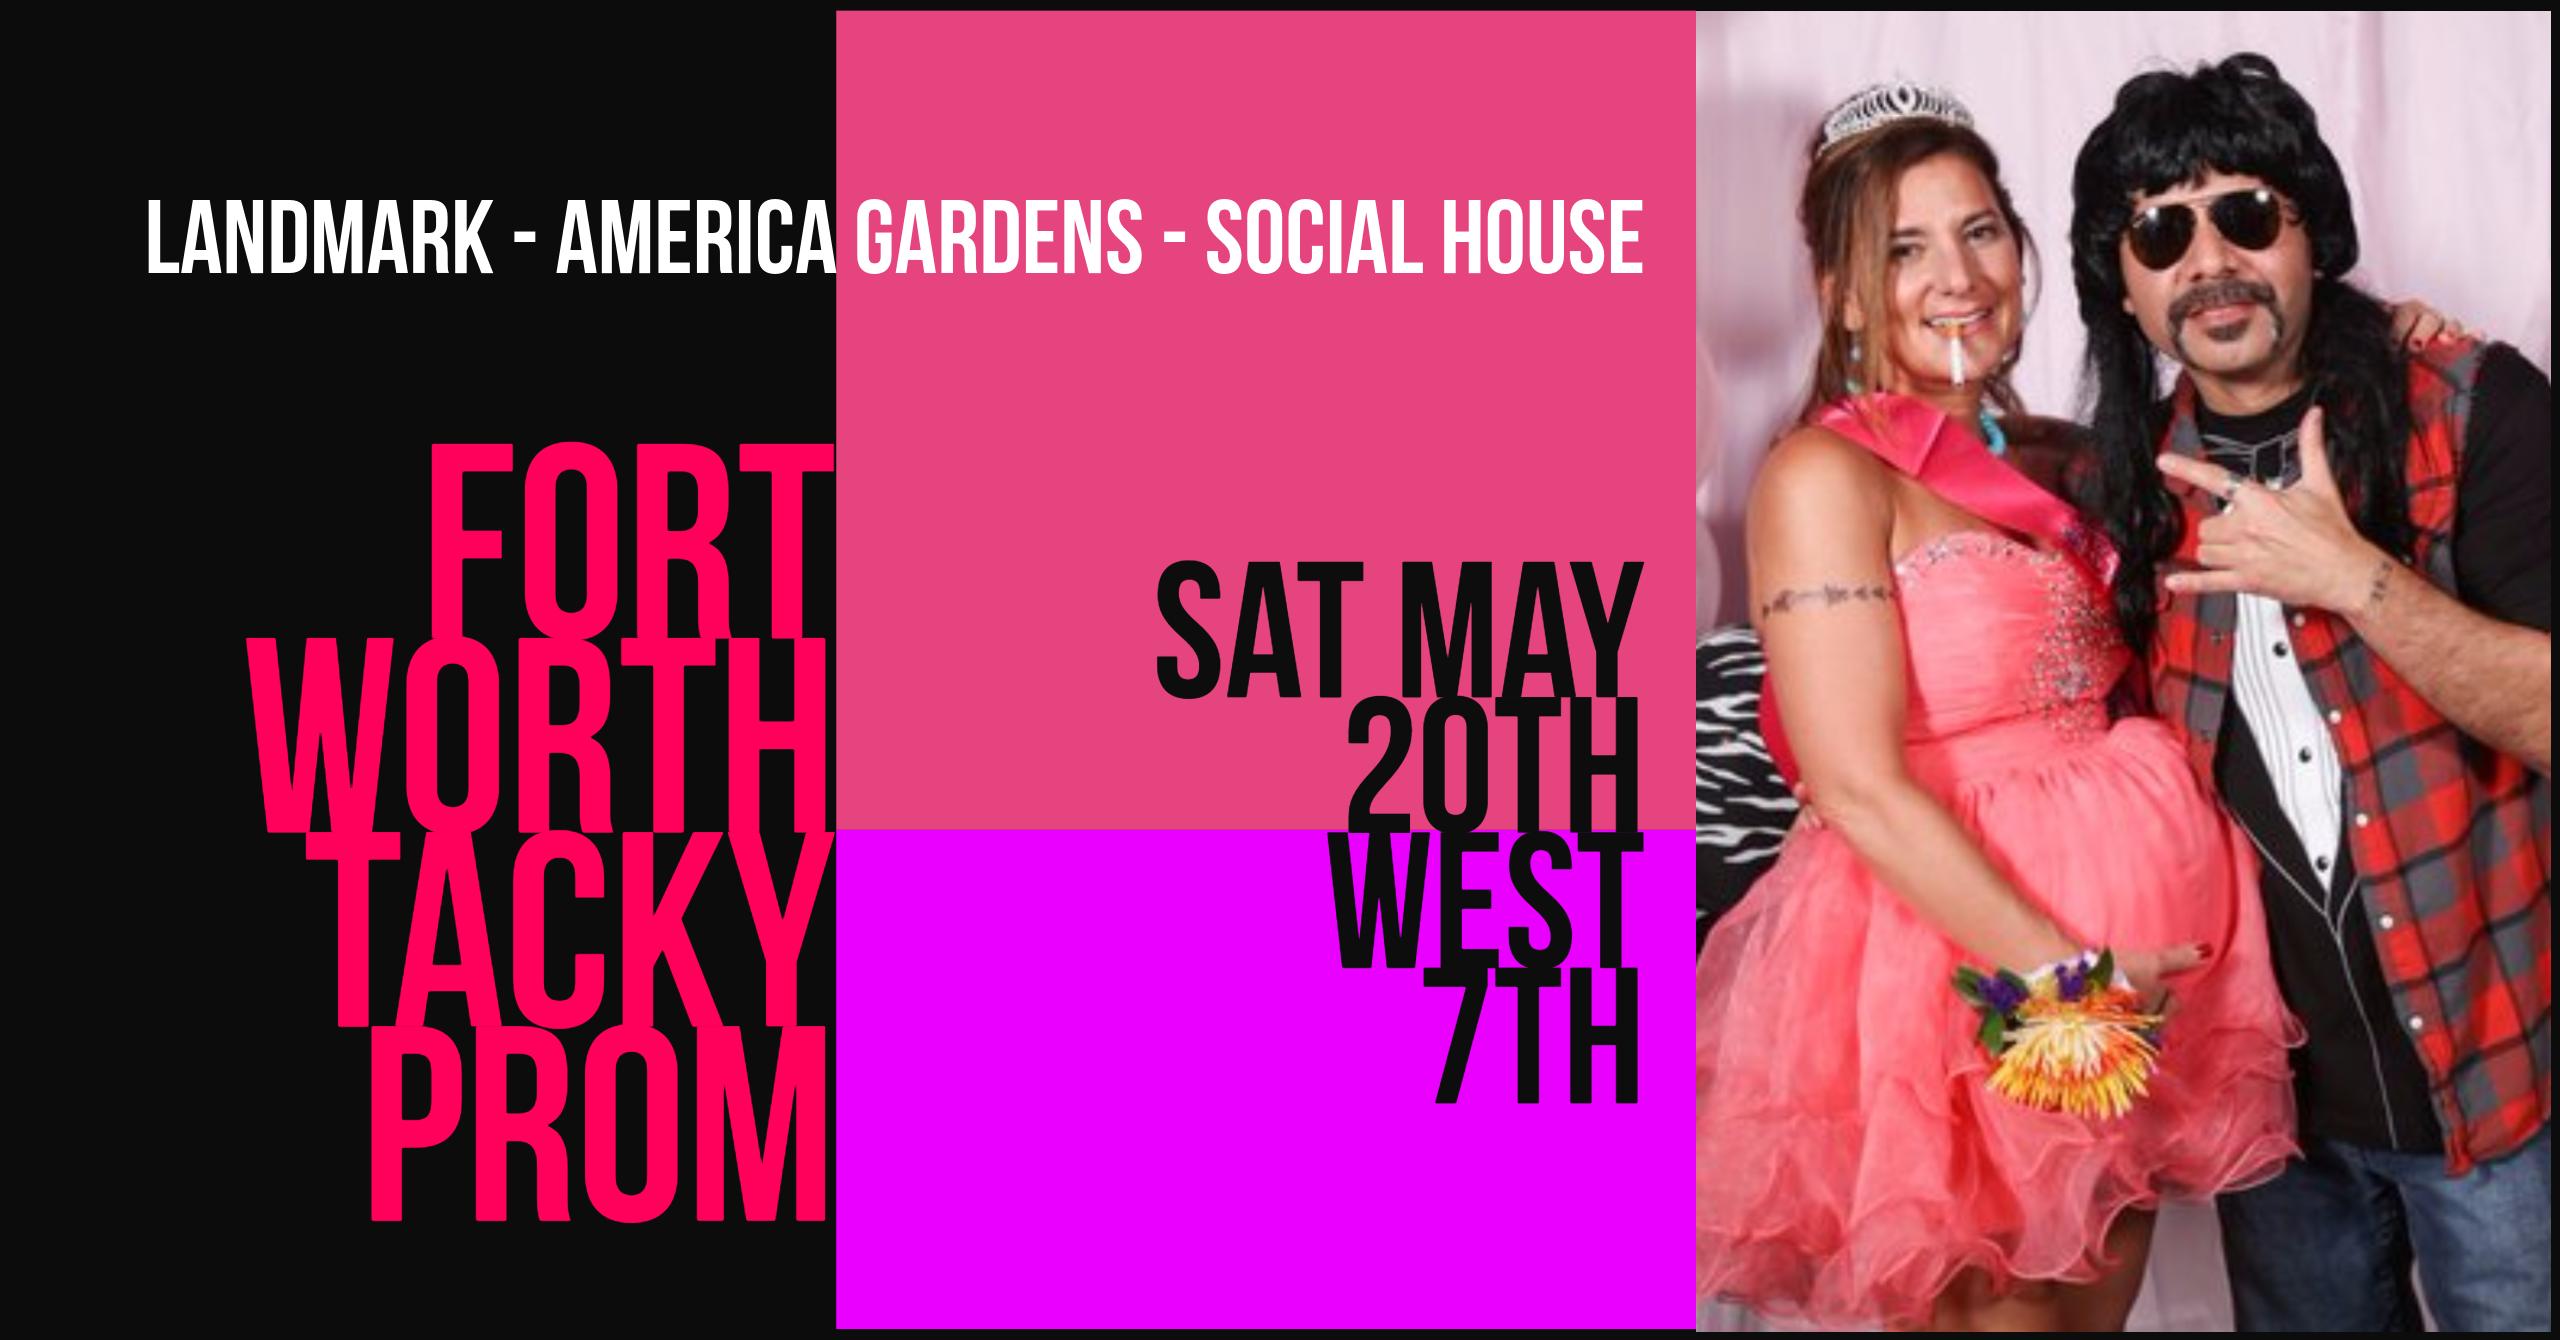 LANDMARK - AMERICA GARDENS - SOCIAL HOUSE
FORT
WORTH
TACKY
PROM
SAT MAY
20TH
WEST
7TH